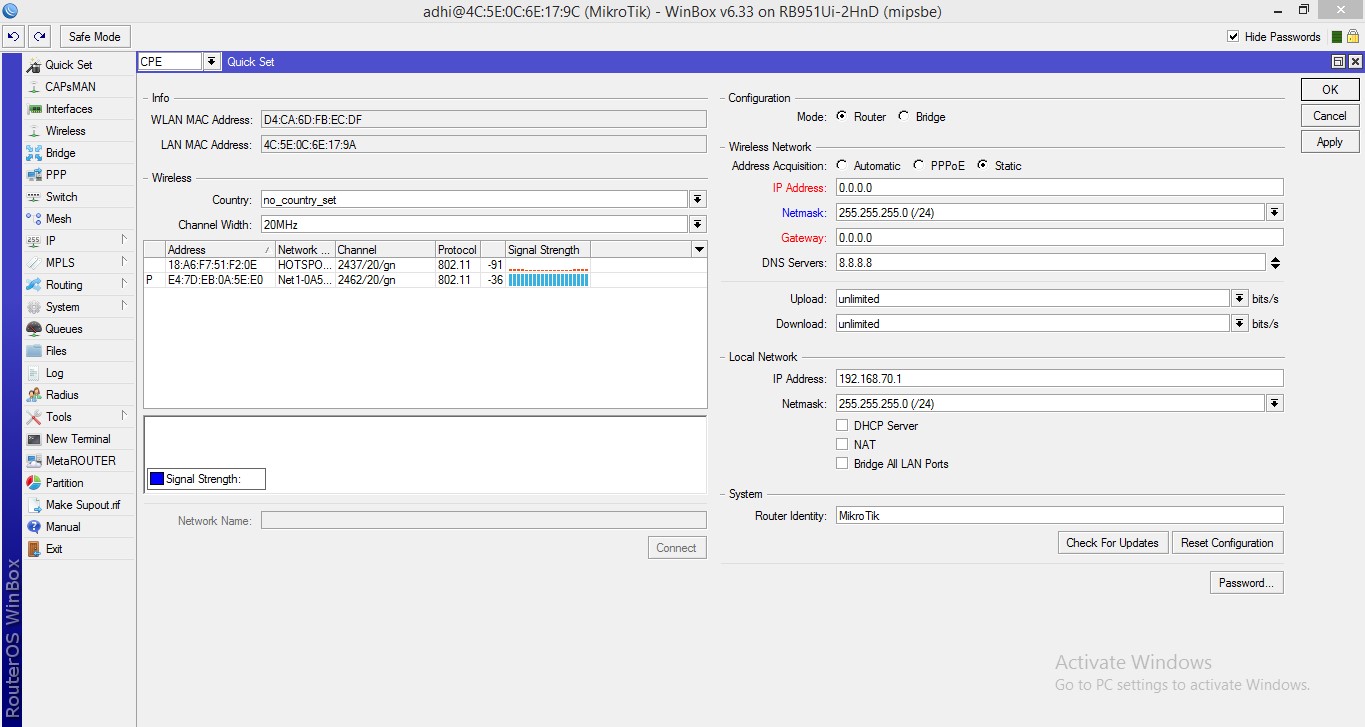 adhi@4C:5E:0C:6E:17:9C (MikroTik) - WinBox v6.33 on RB951Ui-2HnD (mipsbe)
Safe Mode
Hide Passwords
Quick Set
CAPsMAN
Interfaces
Wireless
Bridge
PPP
Switch
Mesh
IP
MPLS
Routing
System
Queues
Files
Log
Radius
Tools
New Terminal
MetaROUTER
Partition
Make Supout.rif
Manual
Exit
RouterOS WinBox
CPE Quick Set
Info
WLAN MAC Address: D4:CA:6D:FB:EC:DF
LAN MAC Address: 4C:5E:0C:6E:17:9A
Wireless
Country: no_country_set
Channel Width: 20MHz
Address / Network ... Channel Protocol Signal Strength
18:A6:F7:51:F2:0E HOTSPO... 2437/20/gn 802.11 -91
P E4:7D:EB:0A:5E:E0 Net1-0A5... 2462/20/gn 802.11 -36
Signal Strength:
Network Name:
Connect
Configuration
Mode: Router Bridge
Wireless Network
Address Acquisition: Automatic PPPoE Static
IP Address: 0.0.0.0
Netmask: 255.255.255.0 (/24)
Gateway: 0.0.0.0
DNS Servers: 8.8.8.8
Upload: unlimited bits/s
Download: unlimited bits/s
Local Network
IP Address: 192.168.70.1
Netmask: 255.255.255.0 (/24)
DHCP Server
NAT
Bridge All LAN Ports
System
Router Identity: MikroTik
Check For Updates Reset Configuration
Password...
OK
Cancel
Apply
Activate Windows
Go to PC settings to activate Windows.